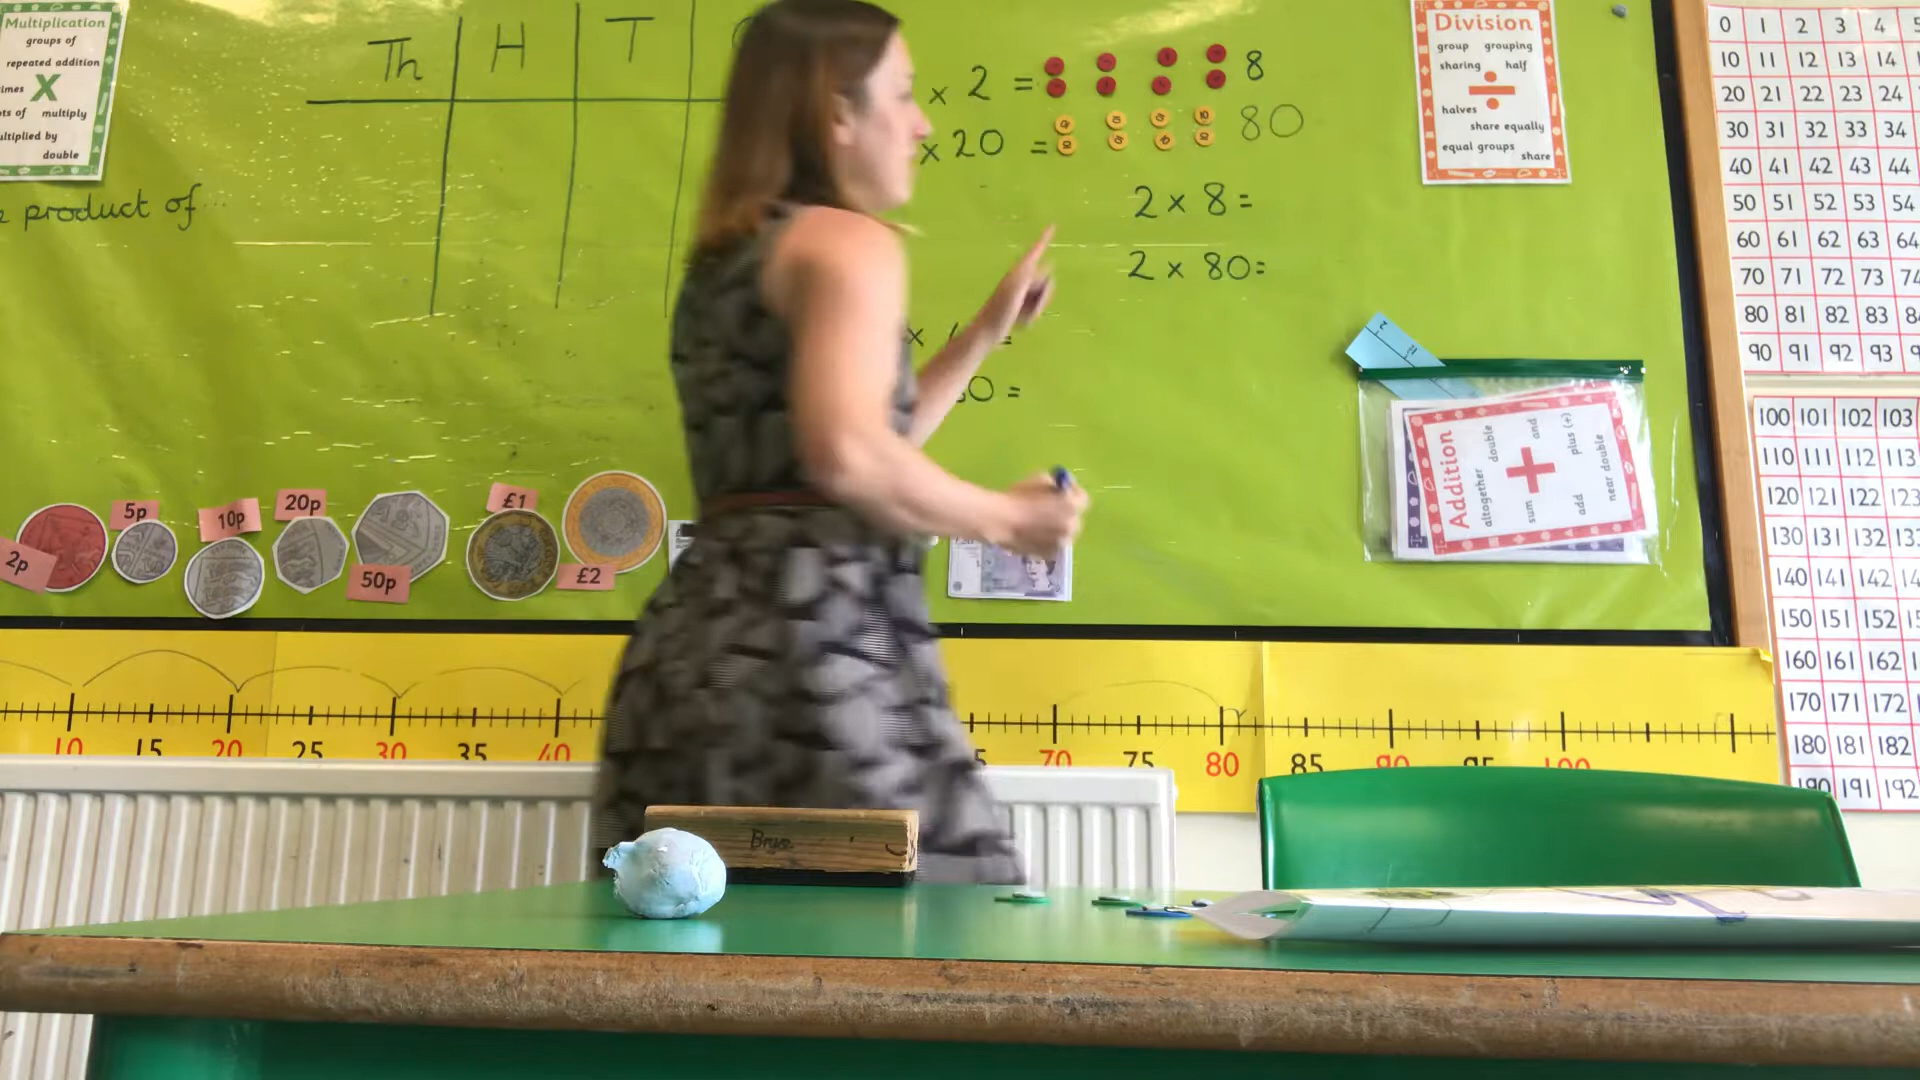 Multiplication
groups of
repeated addition
X
multiply
double
product of...
Th H T
x 2 = 8
x 20 = 80
2 x 8 =
2 x 80 =
0 =
Division
group grouping
sharing half
÷
halves
share equally
equal groups
share
Addition
altogether double
+
sum and
add plus (+)
near double
2p
5p
10p
20p
50p
£1
£2
10 15 20 25 30 35 40 70 75 80 85 90 95 100
Bruce
0 1 2 3 4
10 11 12 13 14
20 21 22 23 24
30 31 32 33 34
40 41 42 43 44
50 51 52 53 54
60 61 62 63 64
70 71 72 73
80 81 82 83
90 91 92 93
100 101 102 103
110 111 112 113
120 121 122 123
130 131 132
140 141 142
150 151 152
160 161 162
170 171 172
180 181 182
190 191 192